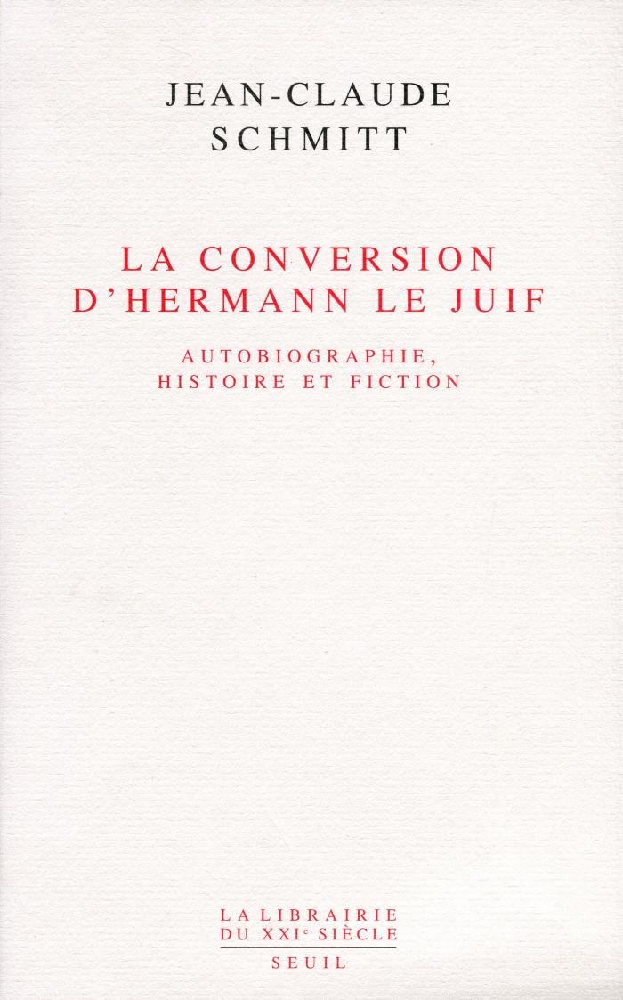 JEAN-CLAUDE
SCHMITT
LA CONVERSION
D'HERMANN LE JUIF
AUTOBIOGRAPHIE,
HISTOIRE ET FICTION
LA LIBRAIRIE
DU XXIe SIÈCLE
SEUIL